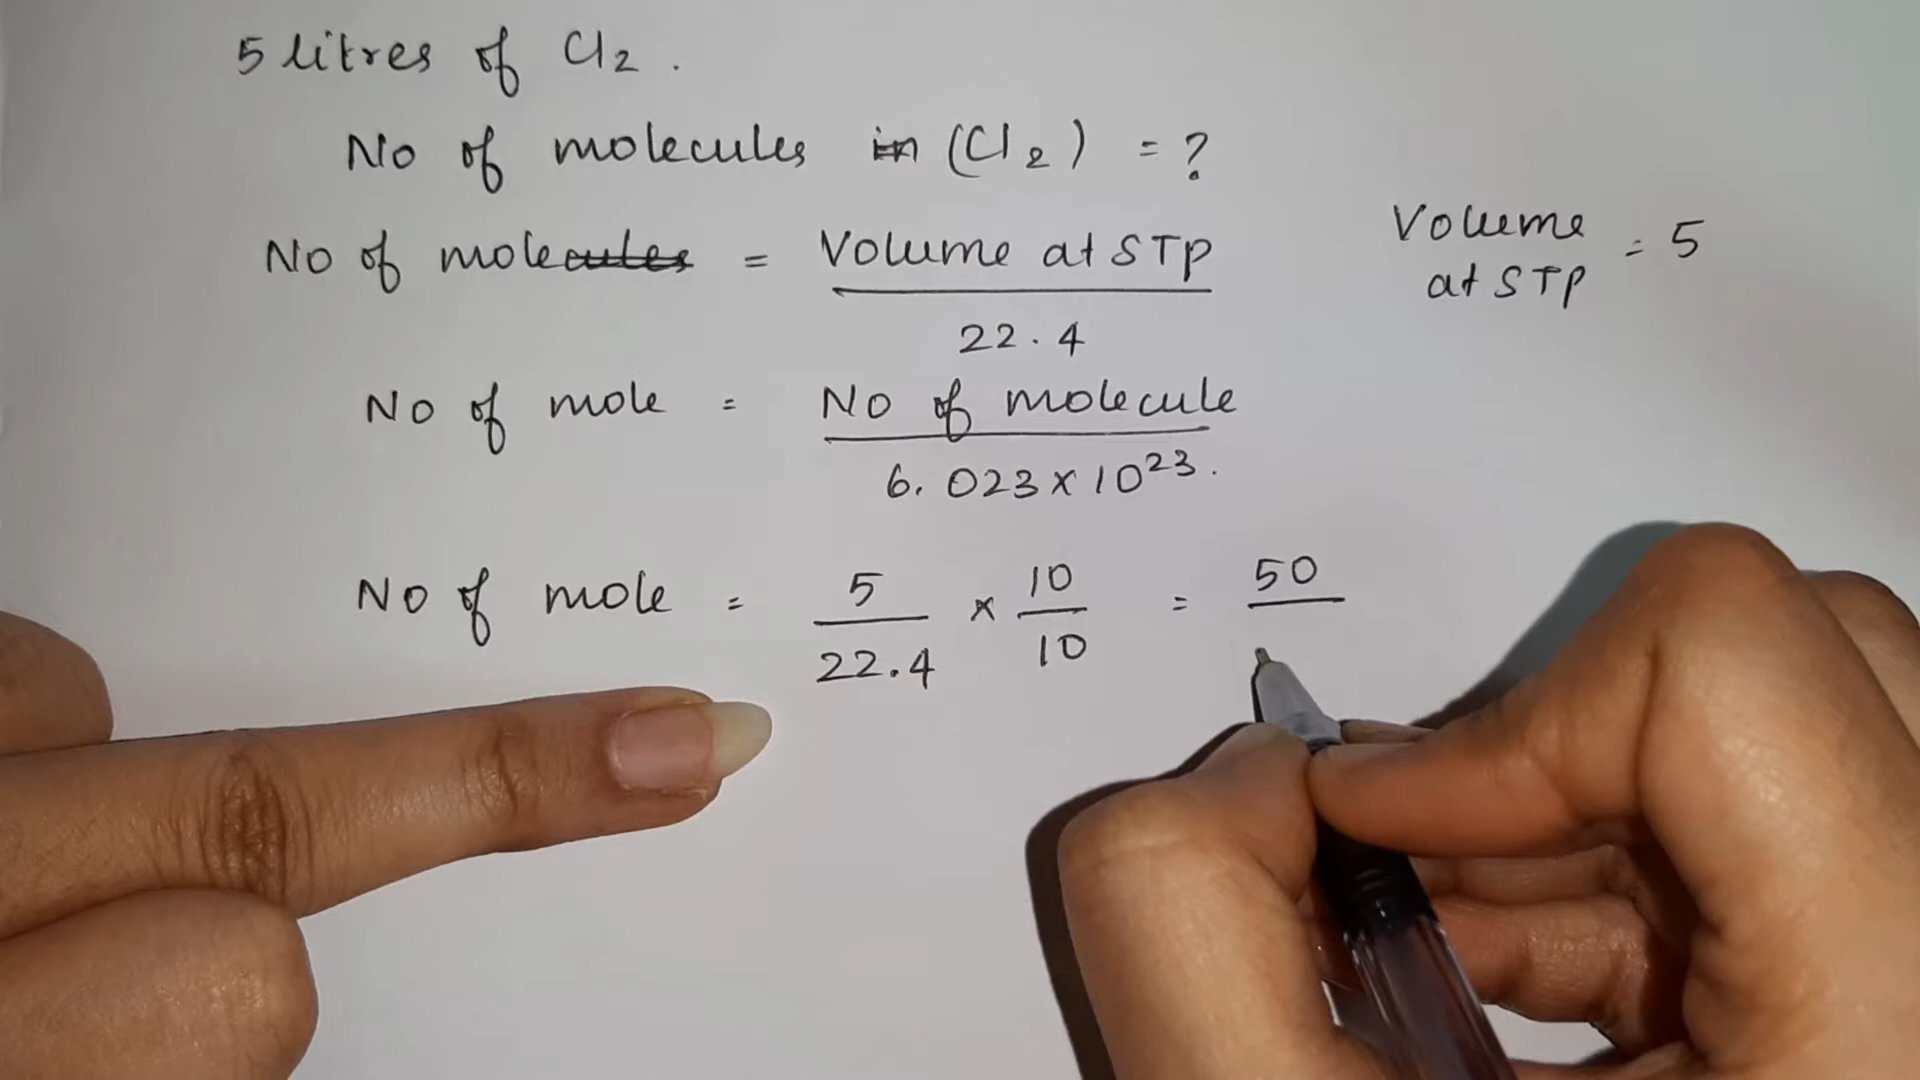 5 litres of Cl2.
No of molecules in (Cl2) = ?
No of molecules = Volume at STP
22.4
Volume
at STP = 5
No of mole = No of molecule
6.023 x 10^23.
No of mole = 5/22.4 x 10/10 = 50